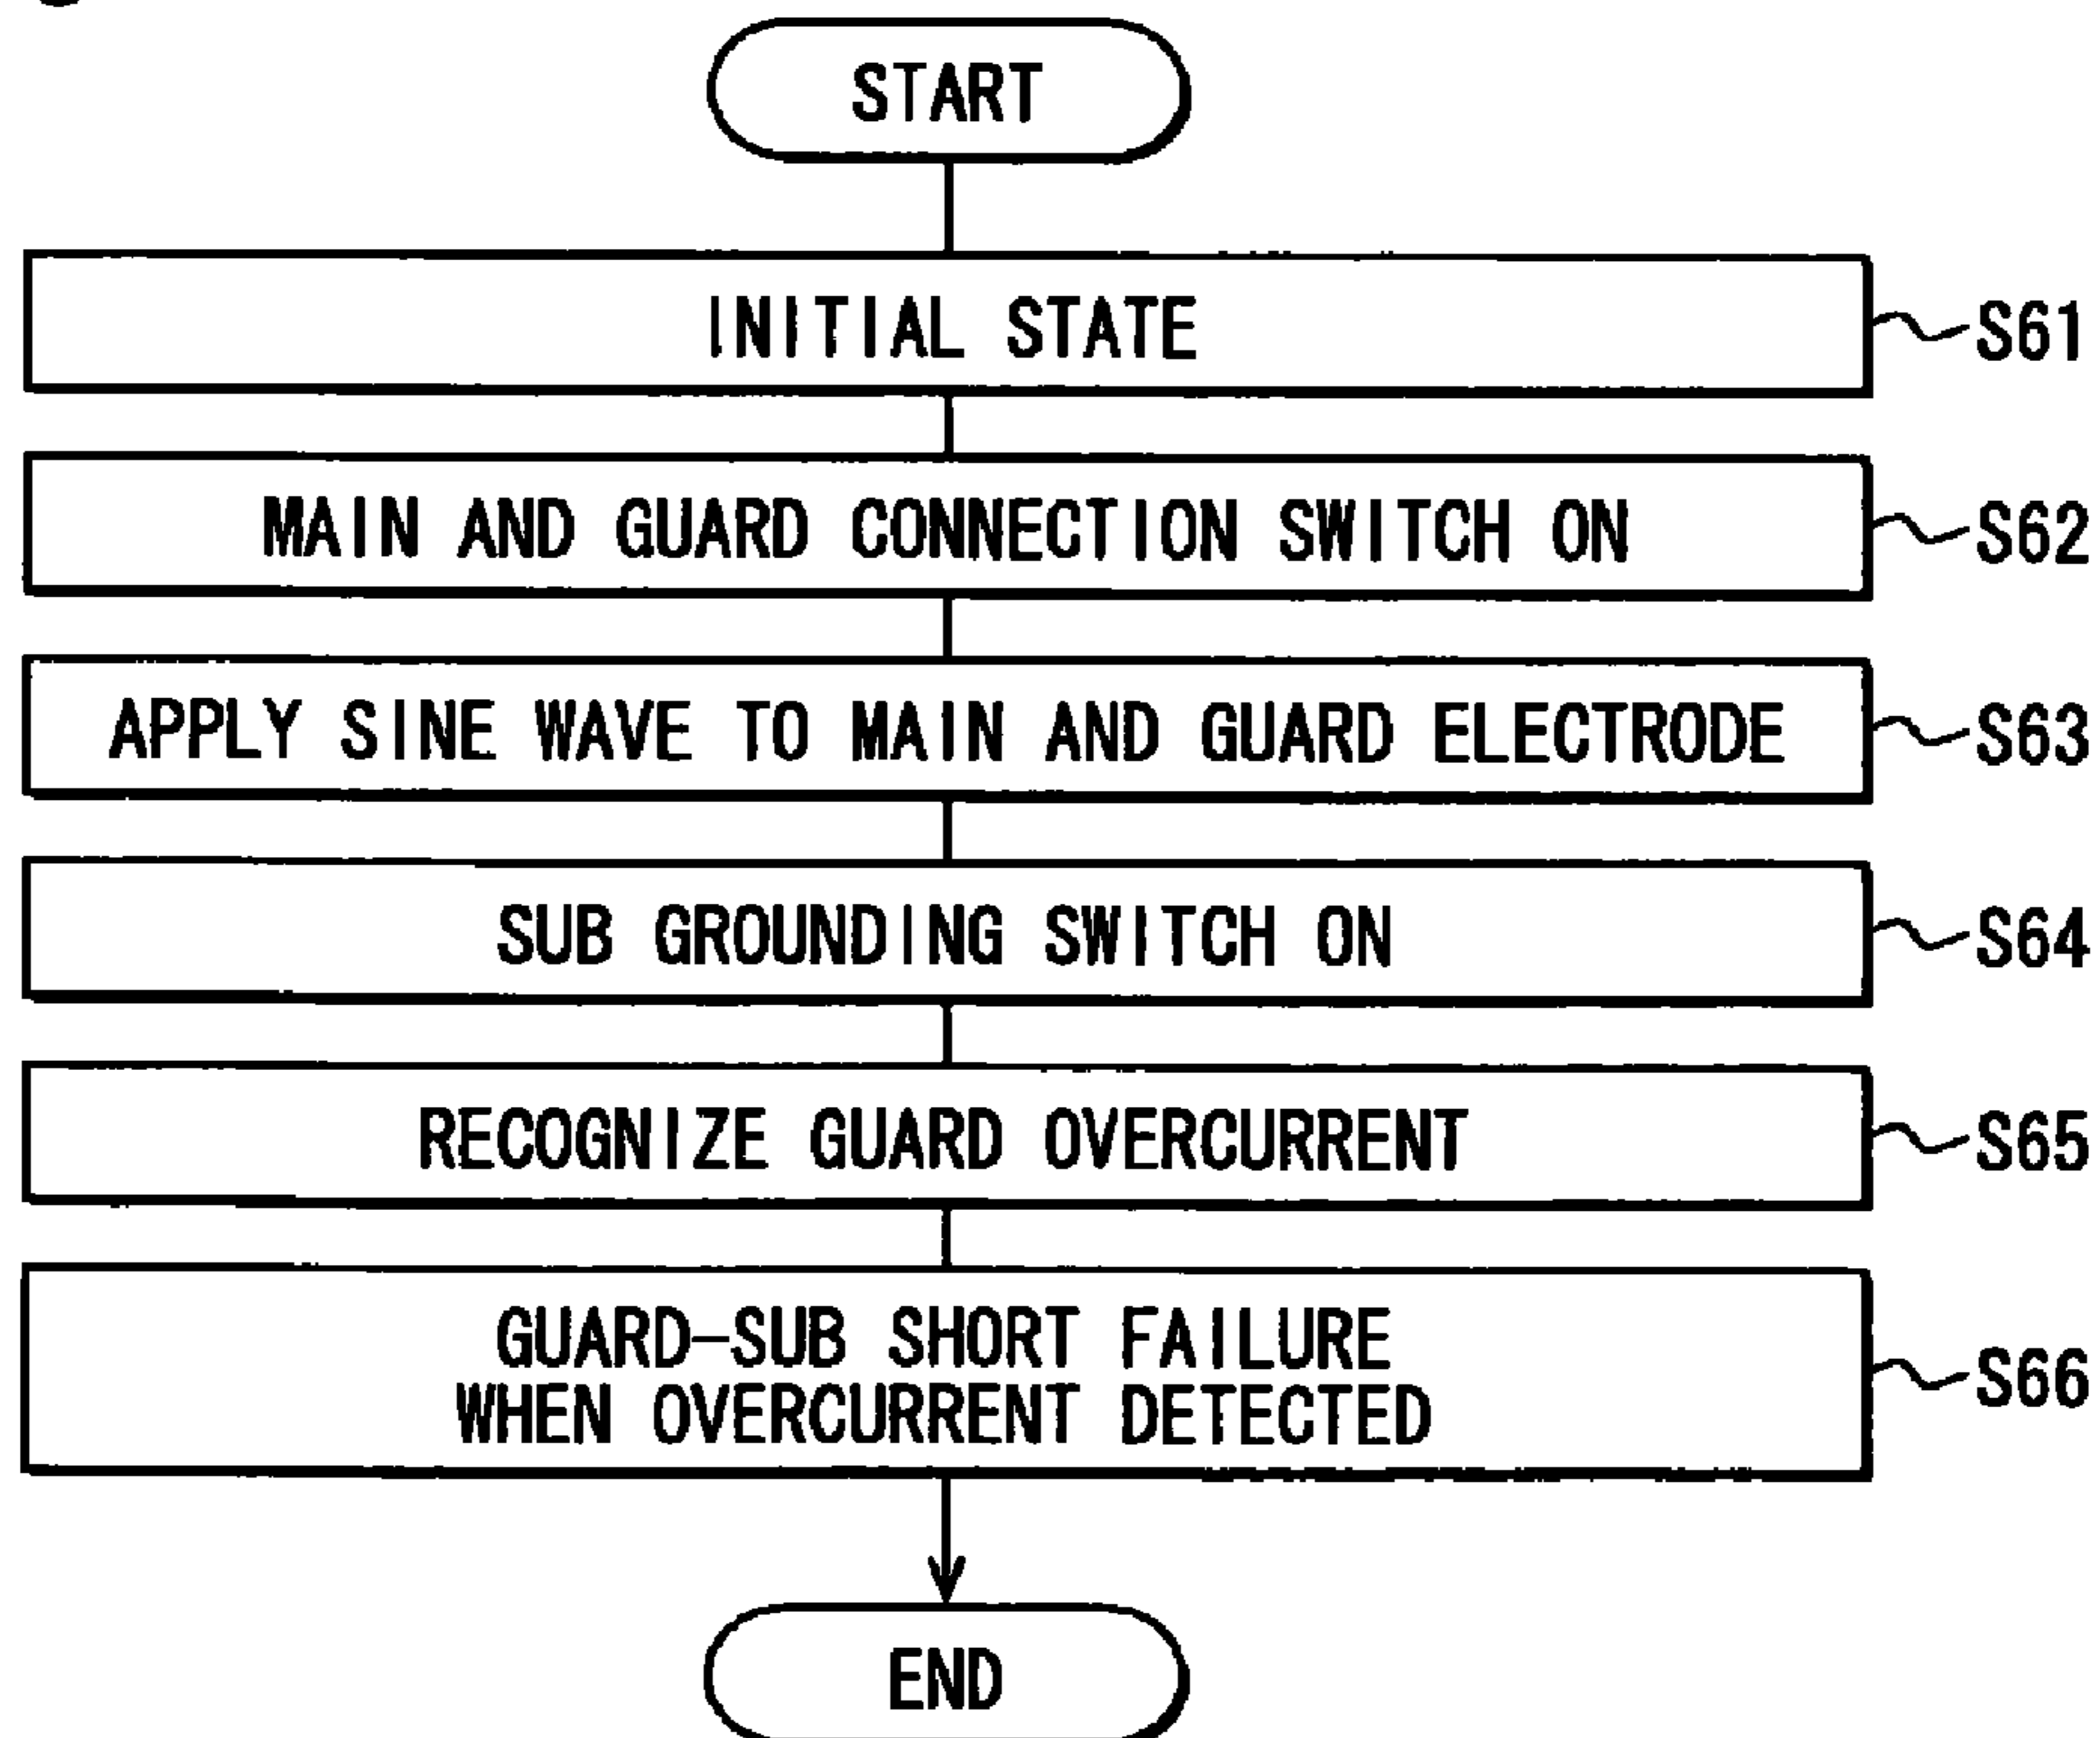 START
INITIAL STATE
S61
MAIN AND GUARD CONNECTION SWITCH ON
S62
APPLY SINE WAVE TO MAIN AND GUARD ELECTRODE
S63
SUB GROUNDING SWITCH ON
S64
RECOGNIZE GUARD OVERCURRENT
S65
GUARD-SUB SHORT FAILURE
WHEN OVERCURRENT DETECTED
S66
END